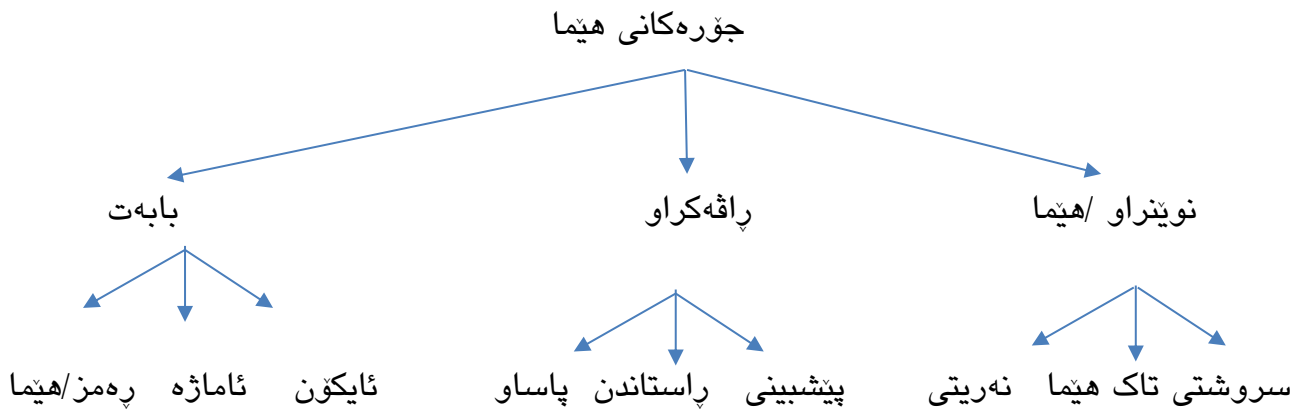 جۆرەکانی هێما
نوێنراو /هێما ڕاڤەکراو بابەت
سروشتی تاک هێما نەریتی پێشبینی ڕاستاندن پاساو ئایکۆن ئاماژە ڕەمز/هێما